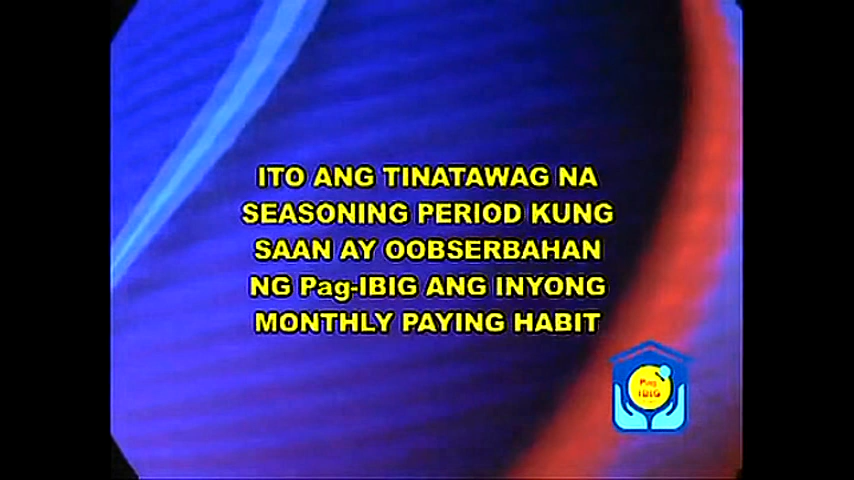 ITO ANG TINATAWAG NA
SEASONING PERIOD KUNG
SAAN AY OOBSERBAHAN
NG Pag-IBIG ANG INYONG
MONTHLY PAYING HABIT
Pag
IBIG